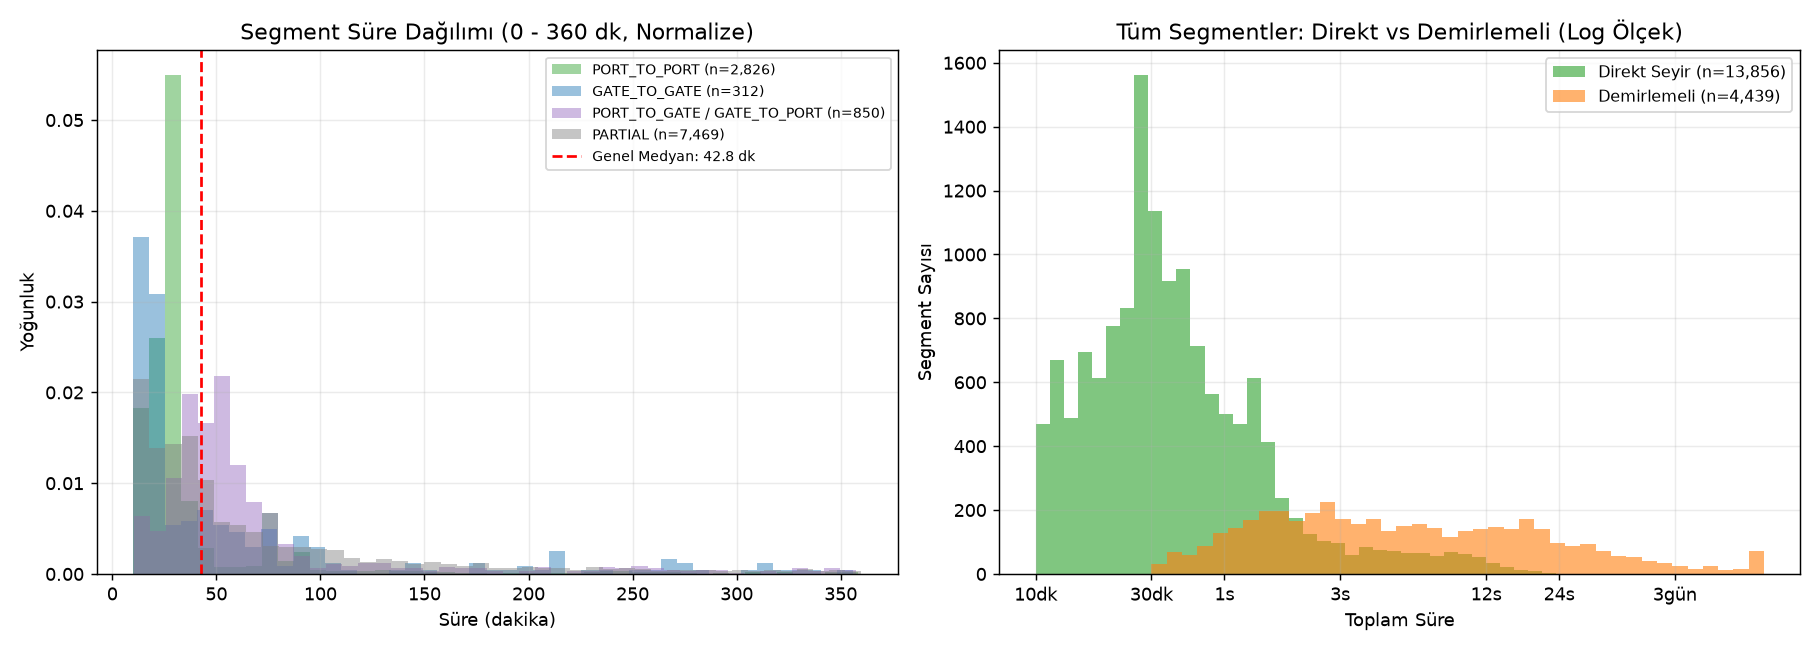 Segment Süre Dağılımı (0 - 360 dk, Normalize)
PORT_TO_PORT (n=2,826)
GATE_TO_GATE (n=312)
PORT_TO_GATE / GATE_TO_PORT (n=850)
PARTIAL (n=7,469)
Genel Medyan: 42.8 dk
Yoğunluk
0.05
0.04
0.03
0.02
0.01
0.00
0 50 100 150 200 250 300 350
Süre (dakika)
Tüm Segmentler: Direkt vs Demirlemeli (Log Ölçek)
Direkt Seyir (n=13,856)
Demirlemeli (n=4,439)
Segment Sayısı
1600
1400
1200
1000
800
600
400
200
0
10dk 30dk 1s 3s 12s 24s 3gün
Toplam Süre